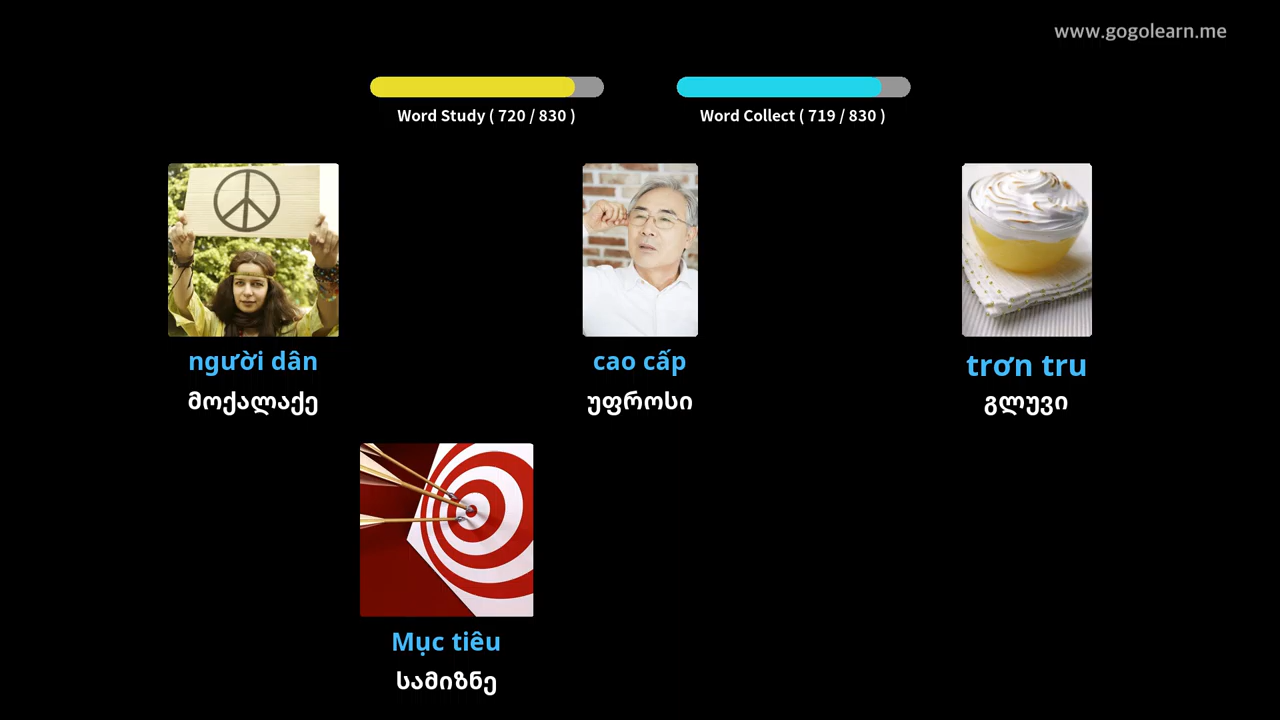 www.gogolearn.me
Word Study ( 720 / 830 )
Word Collect ( 719 / 830 )
người dân
მოქალაქე
cao cấp
უფროსი
trơn tru
გლუვი
Mục tiêu
სამიზნე